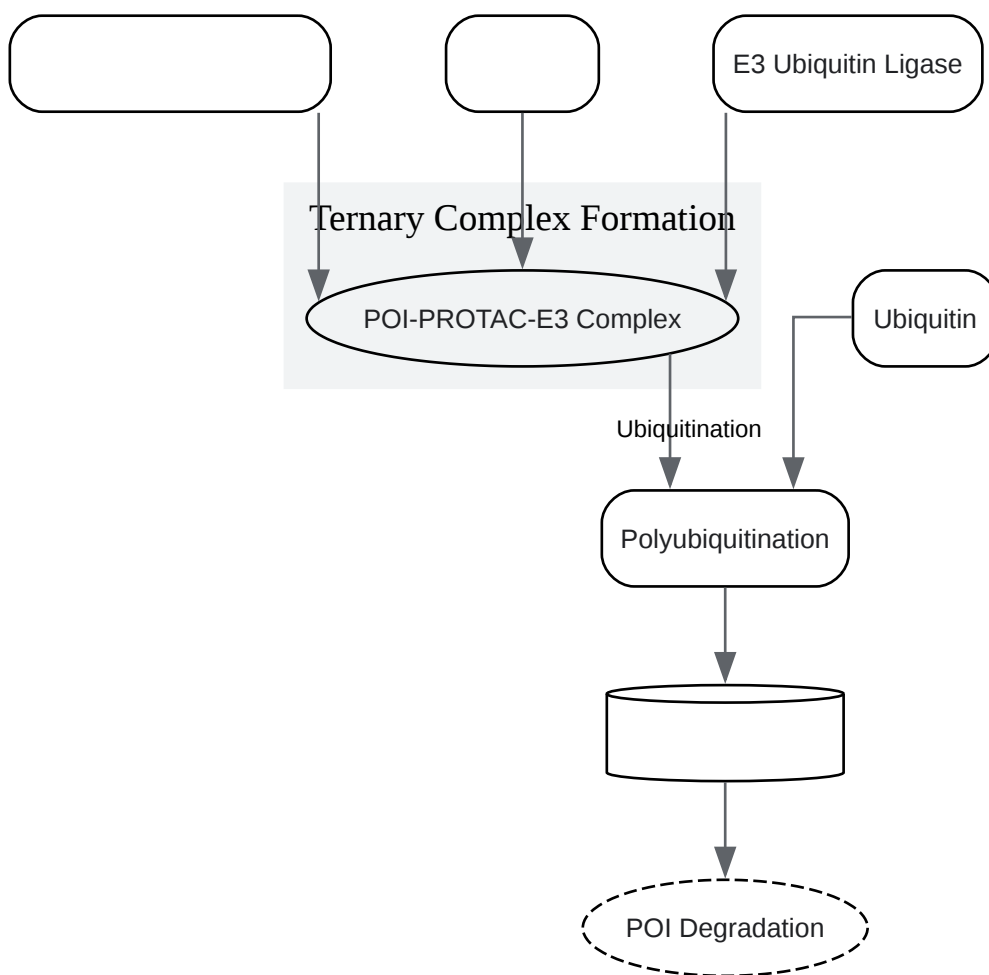 E3 Ubiquitin Ligase
Ternary Complex Formation
POI-PROTAC-E3 Complex
Ubiquitin
Ubiquitination
Polyubiquitination
POI Degradation